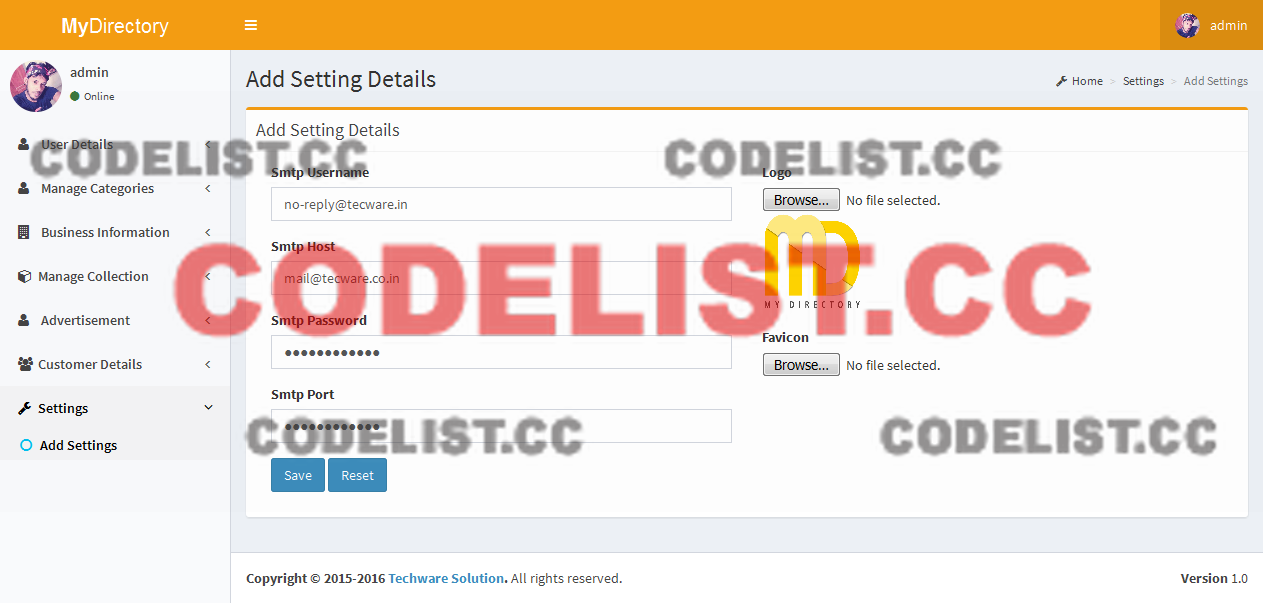 MyDirectory
admin
admin
Online
Add Setting Details
Home > Settings > Add Settings
User Details
Manage Categories
Business Information
Manage Collection
Advertisement
Customer Details
Settings
Add Settings
Add Setting Details
CODELIST.CC
CODELIST.CC
Smtp Username
no-reply@tecware.in
Smtp Host
mail@tecware.co.in
CODELIST.CC
Smtp Password
●●●●●●●●●●●●
Smtp Port
●●●●●●●●●●●●
CODELIST.CC
CODELIST.CC
Save Reset
Logo
Browse... No file selected.
MD
MY DIRECTORY
Favicon
Browse... No file selected.
Copyright © 2015-2016 Techware Solution. All rights reserved.
Version 1.0